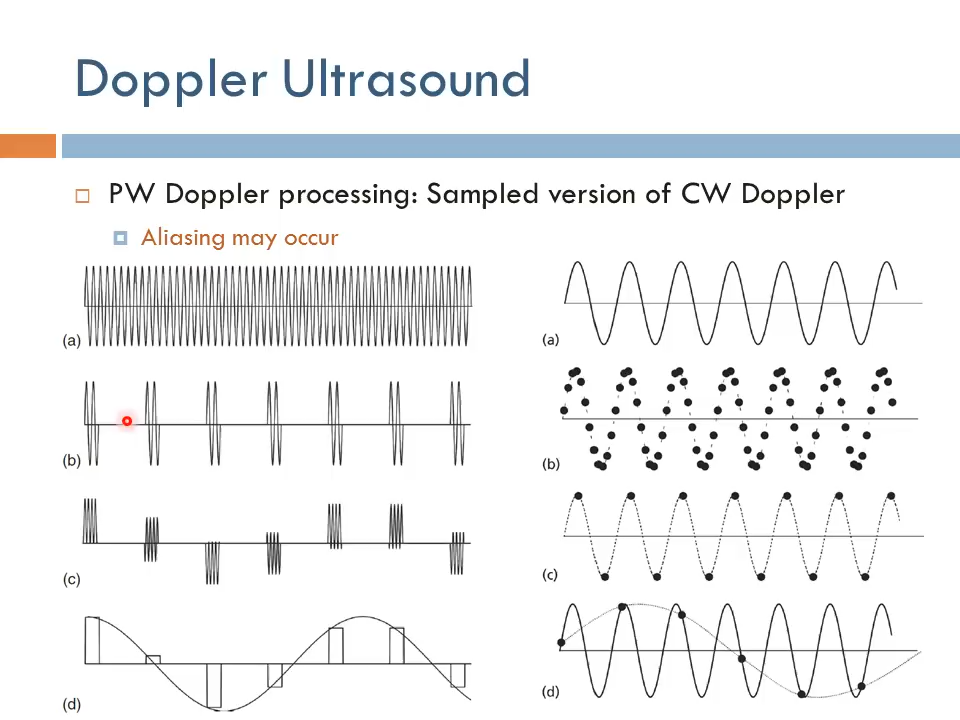 Doppler Ultrasound
PW Doppler processing: Sampled version of CW Doppler
Aliasing may occur
(a)
(b)
(c)
(d)
(a)
(b)
(c)
(d)